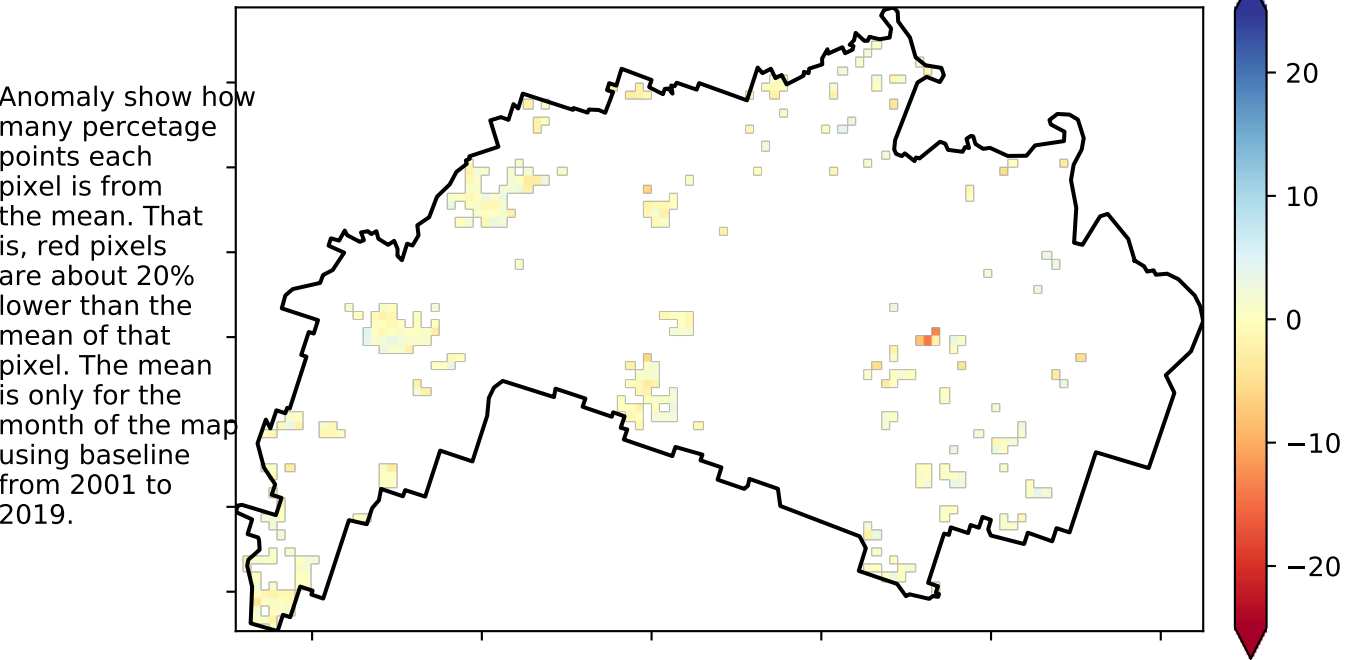 Anomaly show how
many percetage
points each
pixel is from
the mean. That
is, red pixels
are about 20%
lower than the
mean of that
pixel. The mean
is only for the
month of the map
using baseline
from 2001 to
2019.
20
10
0
−10
−20